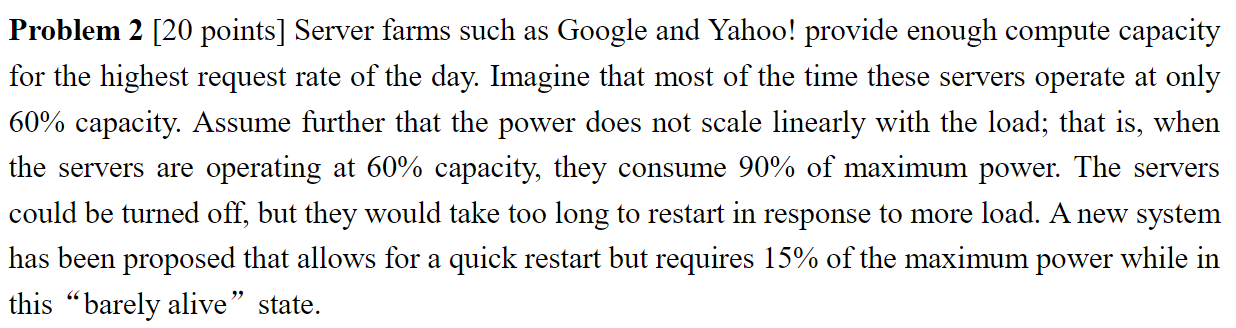 Problem 2 [20 points] Server farms such as Google and Yahoo! provide enough compute capacity
for the highest request rate of the day. Imagine that most of the time these servers operate at only
60% capacity. Assume further that the power does not scale linearly with the load; that is, when
the servers are operating at 60% capacity, they consume 90% of maximum power. The servers
could be turned off, but they would take too long to restart in response to more load. A new system
has been proposed that allows for a quick restart but requires 15% of the maximum power while in
this “barely alive” state.